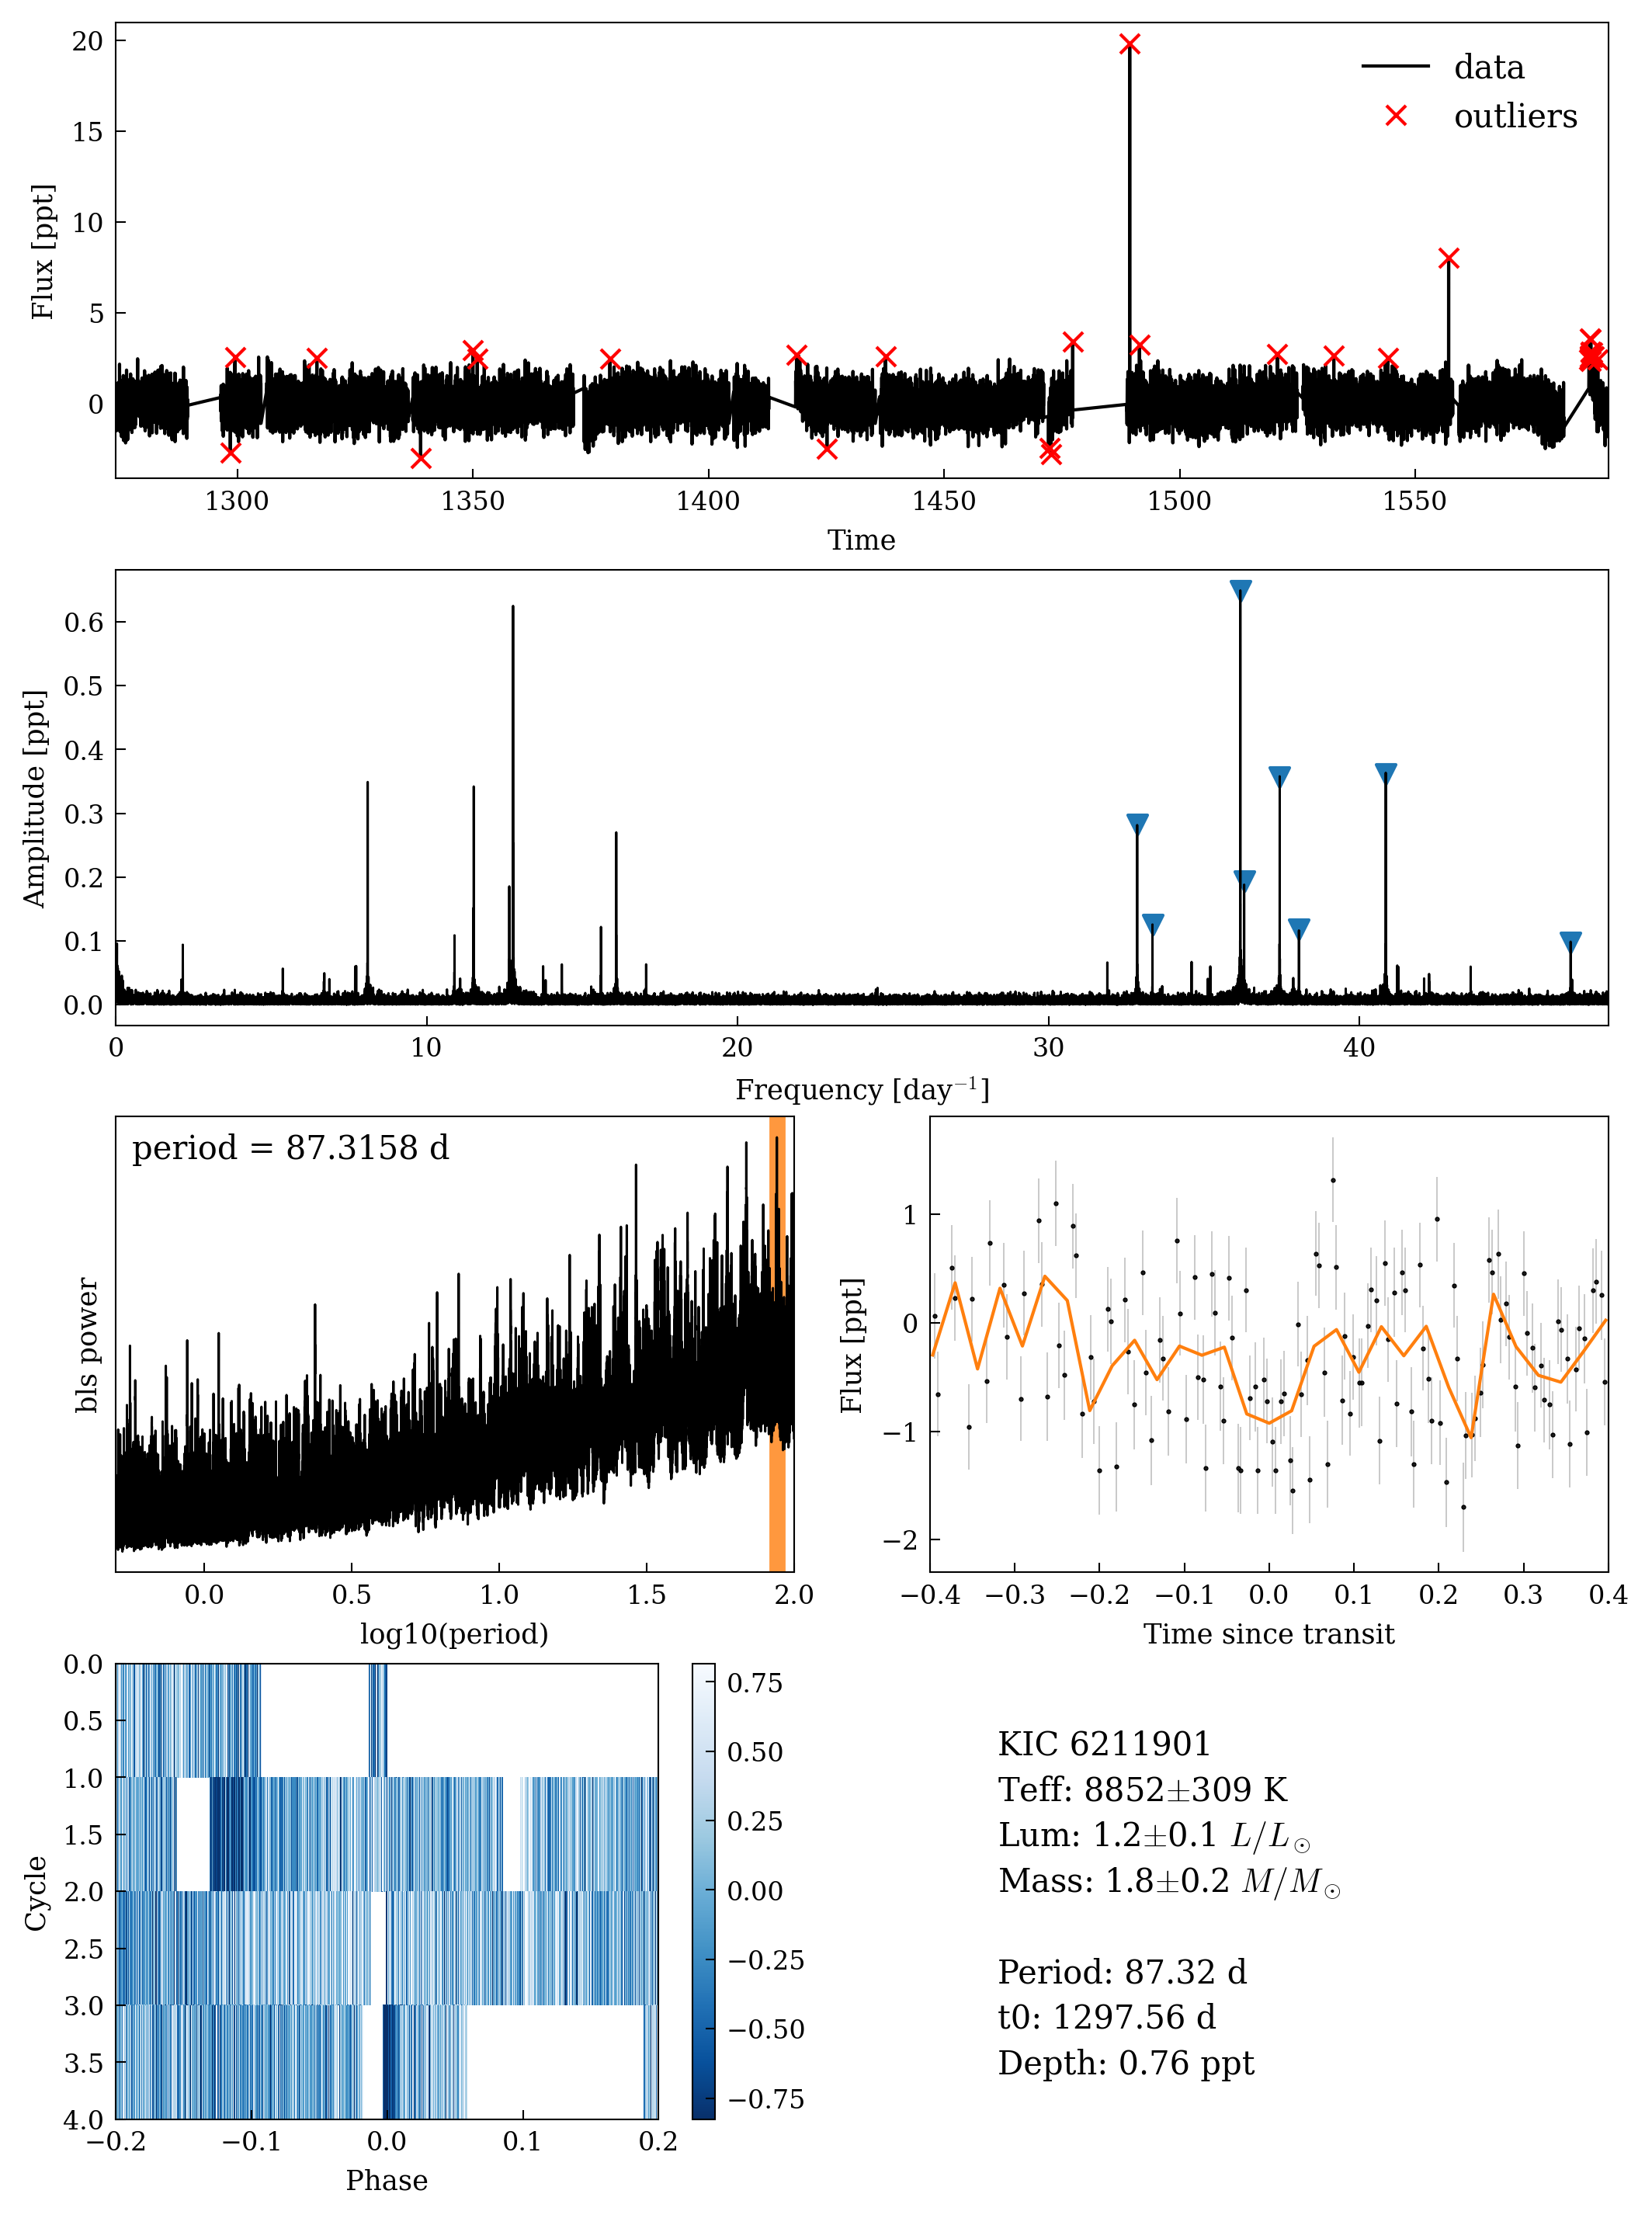 20
15
10
5
0
Flux [ppt]
data
outliers
1300 1350 1400 1450 1500 1550
Time
0.6
0.5
0.4
0.3
0.2
0.1
0.0
Amplitude [ppt]
0 10 20 30 40
Frequency [day⁻¹]
period = 87.3158 d
bls power
0.0 0.5 1.0 1.5 2.0
log10(period)
1
0
−1
−2
Flux [ppt]
−0.4 −0.3 −0.2 −0.1 0.0 0.1 0.2 0.3 0.4
Time since transit
0.0
0.5
1.0
1.5
2.0
2.5
3.0
3.5
4.0
Cycle
−0.2 −0.1 0.0 0.1 0.2
Phase
0.75
0.50
0.25
0.00
−0.25
−0.50
−0.75
KIC 6211901
Teff: 8852±309 K
Lum: 1.2±0.1 L/L⊙
Mass: 1.8±0.2 M/M⊙
Period: 87.32 d
t0: 1297.56 d
Depth: 0.76 ppt